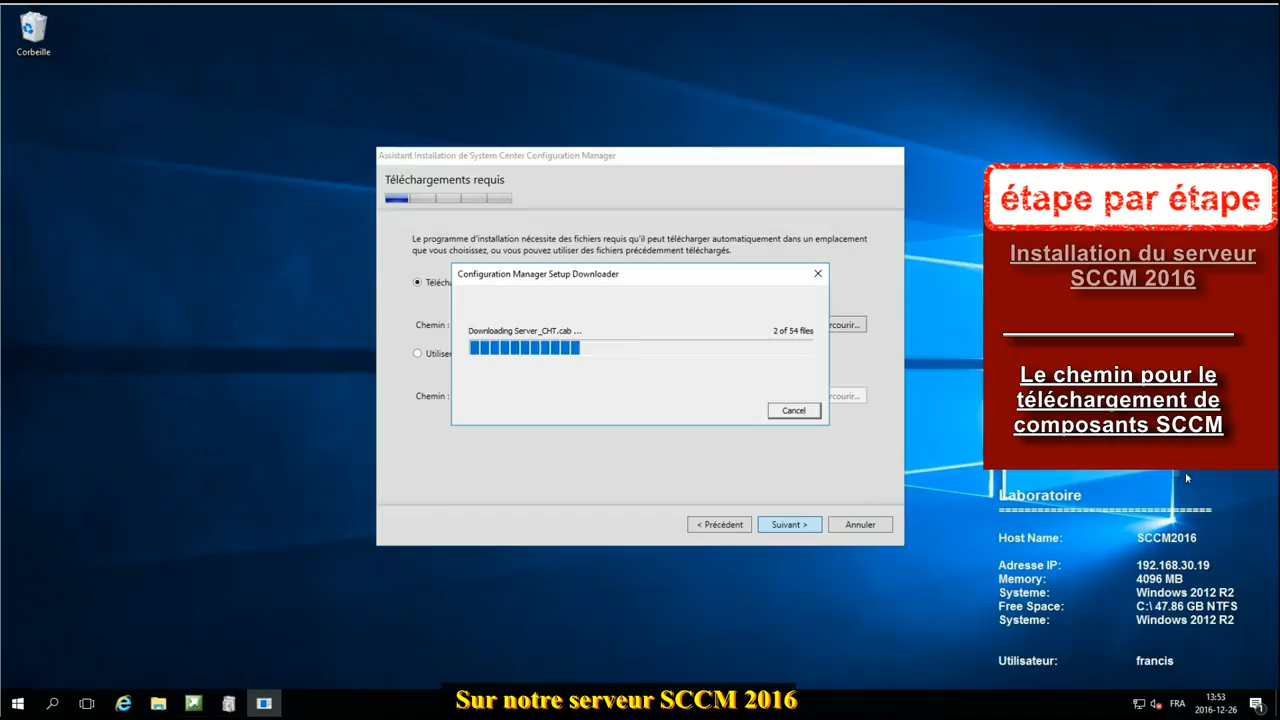 Corbeille
Assistant Installation de System Center Configuration Manager
Téléchargements requis
Le programme d'installation nécessite des fichiers requis qu'il peut télécharger automatiquement dans un emplacement
que vous choisissez, ou vous pouvez utiliser des fichiers précédemment téléchargés.
Configuration Manager Setup Downloader
Downloading Server_CHT.cab ...
2 of 54 files
Chemin :
Chemin :
Cancel
< Précédent
Suivant >
Annuler
étape par étape
Installation du serveur
SCCM 2016
Le chemin pour le
téléchargement de
composants SCCM
Laboratoire
==============================
Host Name: SCCM2016
Adresse IP: 192.168.30.19
Memory: 4096 MB
Systeme: Windows 2012 R2
Free Space: C:\ 47.86 GB NTFS
Systeme: Windows 2012 R2
Utilisateur: francis
Sur notre serveur SCCM 2016
FRA
13:53
2016-12-26